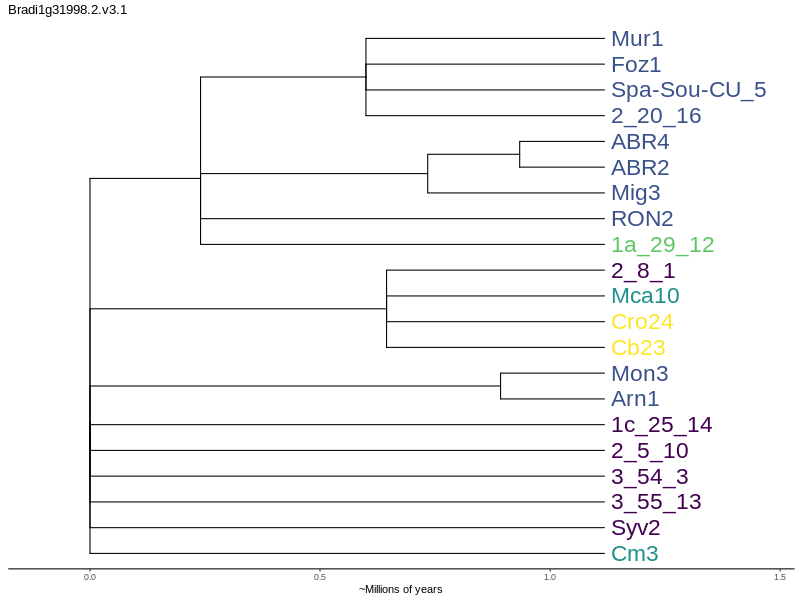 Bradi1g31998.2.v3.1
Mur1
Foz1
Spa-Sou-CU_5
2_20_16
ABR4
ABR2
Mig3
RON2
1a_29_12
2_8_1
Mca10
Cro24
Cb23
Mon3
Arn1
1c_25_14
2_5_10
3_54_3
3_55_13
Syv2
Cm3
0.0 0.5 1.0 1.5
~Millions of years